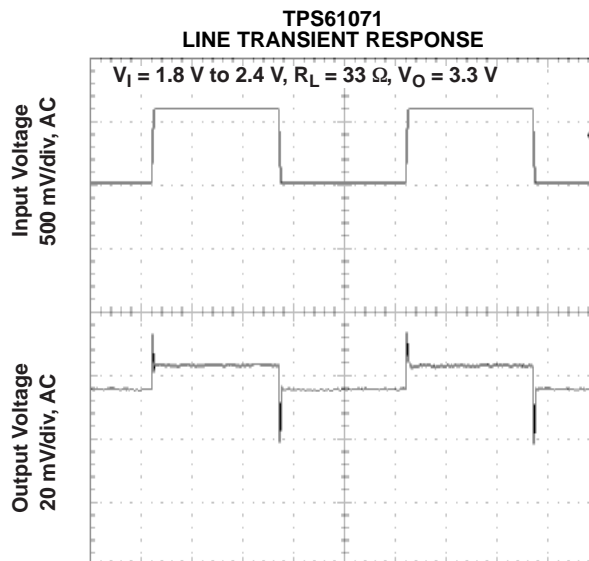 TPS61071
LINE TRANSIENT RESPONSE
V_I = 1.8 V to 2.4 V, R_L = 33 Ω, V_O = 3.3 V
Input Voltage
500 mV/div, AC
Output Voltage
20 mV/div, AC